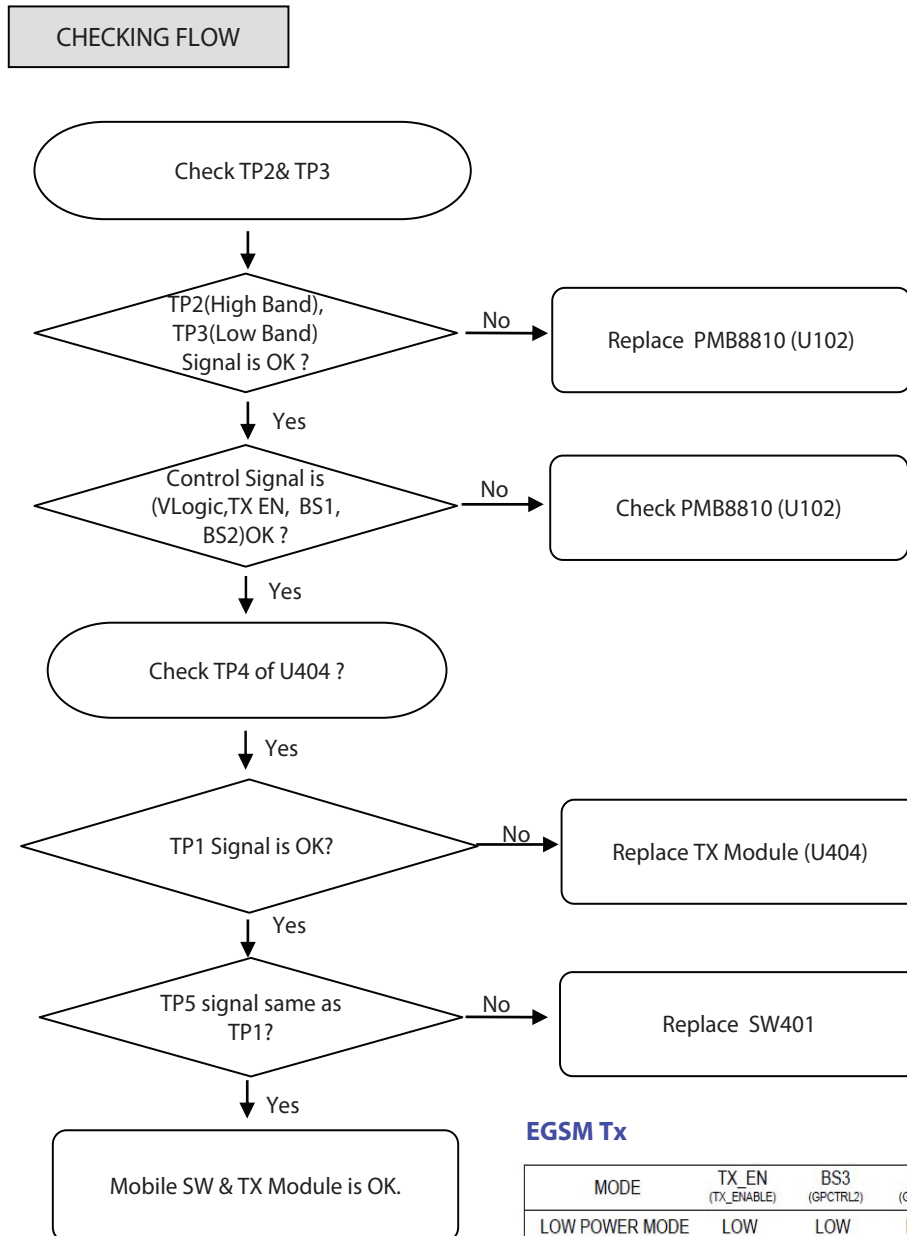 CHECKING FLOW
Check TP2& TP3
TP2(High Band),
TP3(Low Band)
Signal is OK ?
No
Replace PMB8810 (U102)
Yes
Control Signal is
(VLogic,TX EN, BS1,
BS2)OK ?
No
Check PMB8810 (U102)
Yes
Check TP4 of U404 ?
Yes
TP1 Signal is OK?
No
Replace TX Module (U404)
Yes
TP5 signal same as
TP1?
No
Replace SW401
Yes
Mobile SW & TX Module is OK.
EGSM Tx
MODE TX_EN BS3
(TX_ENABLE) (GPCTRL2)
LOW POWER MODE LOW LOW